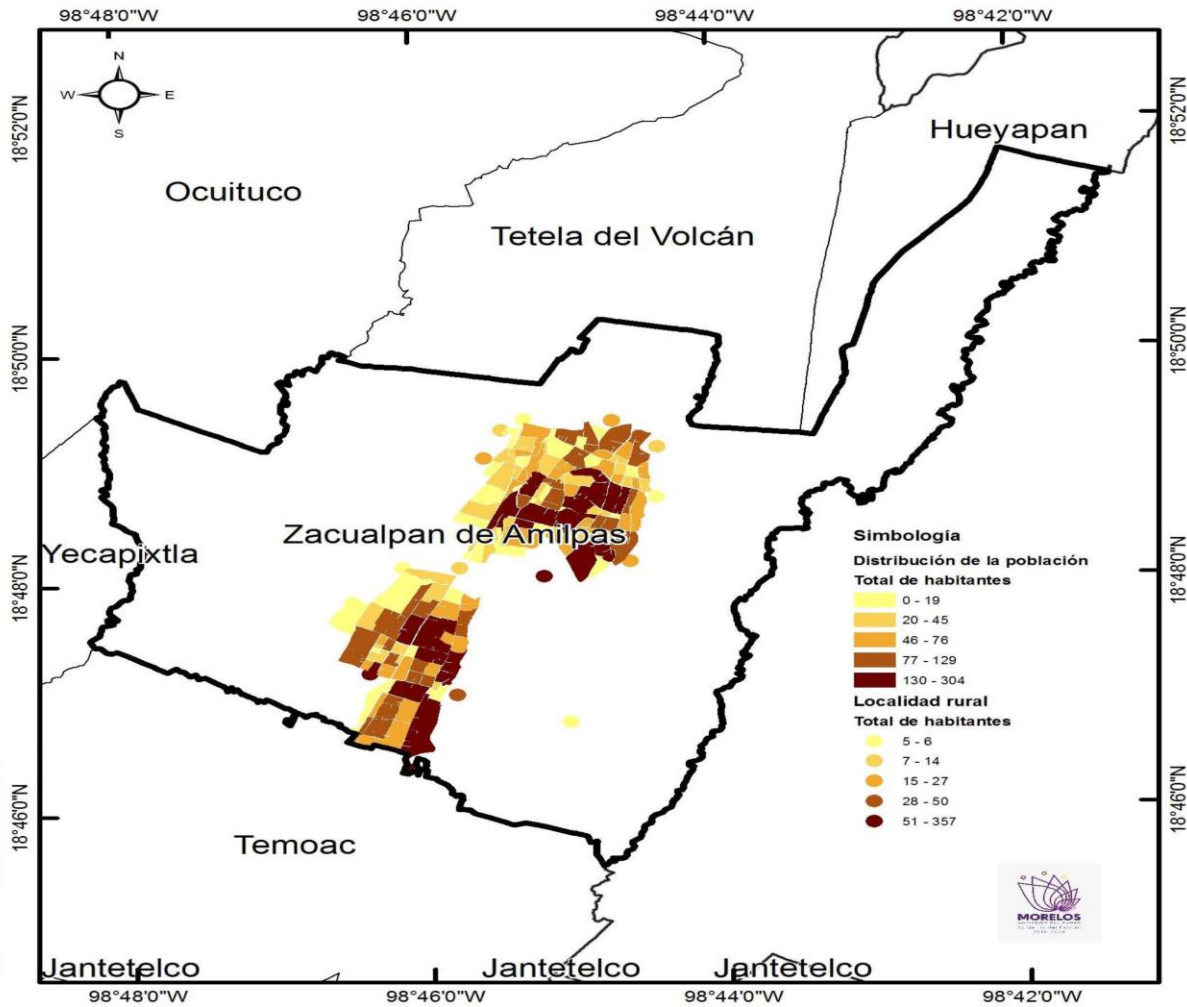 98°48'0"W
98°46'0"W
98°44'0"W
98°42'0"W
N
W
E
S
18°52'0"N
18°52'0"N
Hueyapan
Ocuituco
Tetela del Volcán
18°50'0"N
18°50'0"N
Zacualpan de Amilpas
Yecapixtla
18°48'0"N
18°48'0"N
Simbología
Distribución de la población
Total de habitantes
0 - 19
20 - 45
46 - 76
77 - 129
130 - 304
Localidad rural
Total de habitantes
5 - 6
7 - 14
15 - 27
28 - 50
51 - 357
18°46'0"N
18°46'0"N
Temoac
MORELOS
Jantetelco
Jantetelco
Jantetelco
98°48'0"W
98°46'0"W
98°44'0"W
98°42'0"W